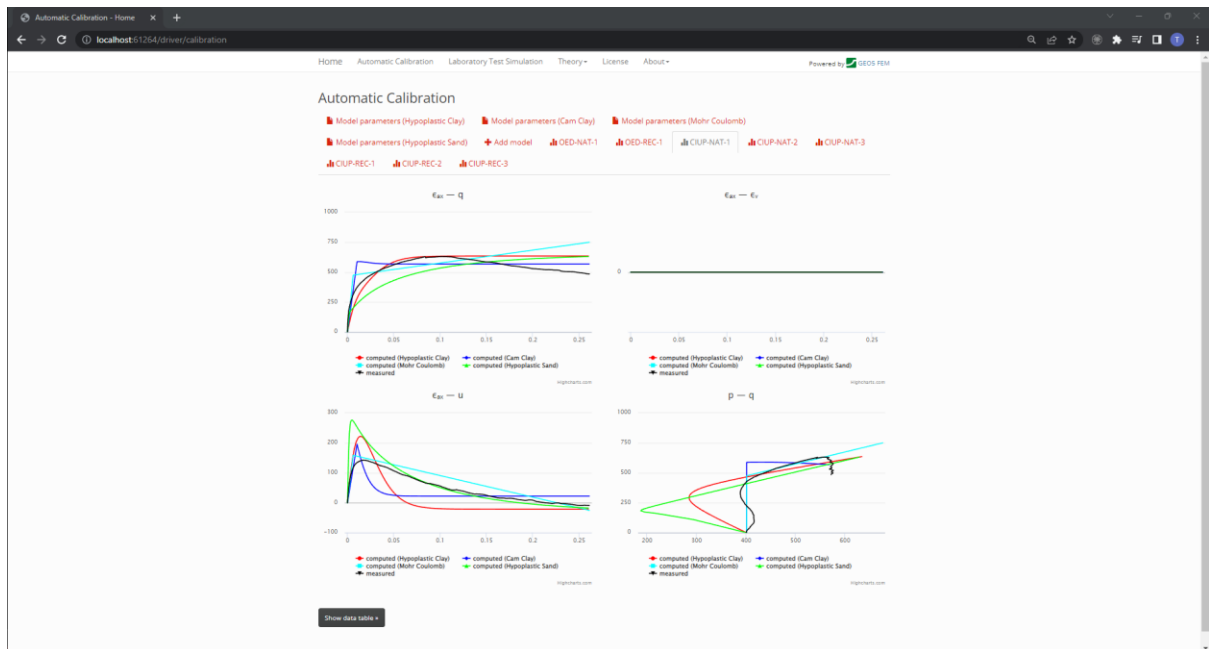 Automatic Calibration - Home
localhost:61264/driver/calibration
Home Automatic Calibration Laboratory Test Simulation Theory License About Powered by GEO5 FEM
Automatic Calibration
Model parameters (Hypoplastic Clay) Model parameters (Cam Clay) Model parameters (Mohr Coulomb)
Model parameters (Hypoplastic Sand) + Add model OED-NAT-1 OED-REC-1 CIUP-NAT-1 CIUP-NAT-2 CIUP-NAT-3
CIUP-REC-1 CIUP-REC-2 CIUP-REC-3
ϵₐₓ — q
1000
750
500
250
0
0 0.05 0.1 0.15 0.2 0.25
computed (Hypoplastic Clay) computed (Cam Clay)
computed (Mohr Coulomb) computed (Hypoplastic Sand)
measured
Highcharts.com
ϵₐₓ — ϵᵥ
0
0 0.05 0.1 0.15 0.2 0.25
computed (Hypoplastic Clay) computed (Cam Clay)
computed (Mohr Coulomb) computed (Hypoplastic Sand)
measured
Highcharts.com
ϵₐₓ — u
300
200
100
0
-100
0 0.05 0.1 0.15 0.2 0.25
computed (Hypoplastic Clay) computed (Cam Clay)
computed (Mohr Coulomb) computed (Hypoplastic Sand)
measured
Highcharts.com
p — q
1000
750
500
250
0
200 300 400 500 600
computed (Hypoplastic Clay) computed (Cam Clay)
computed (Mohr Coulomb) computed (Hypoplastic Sand)
measured
Highcharts.com
Show data table »